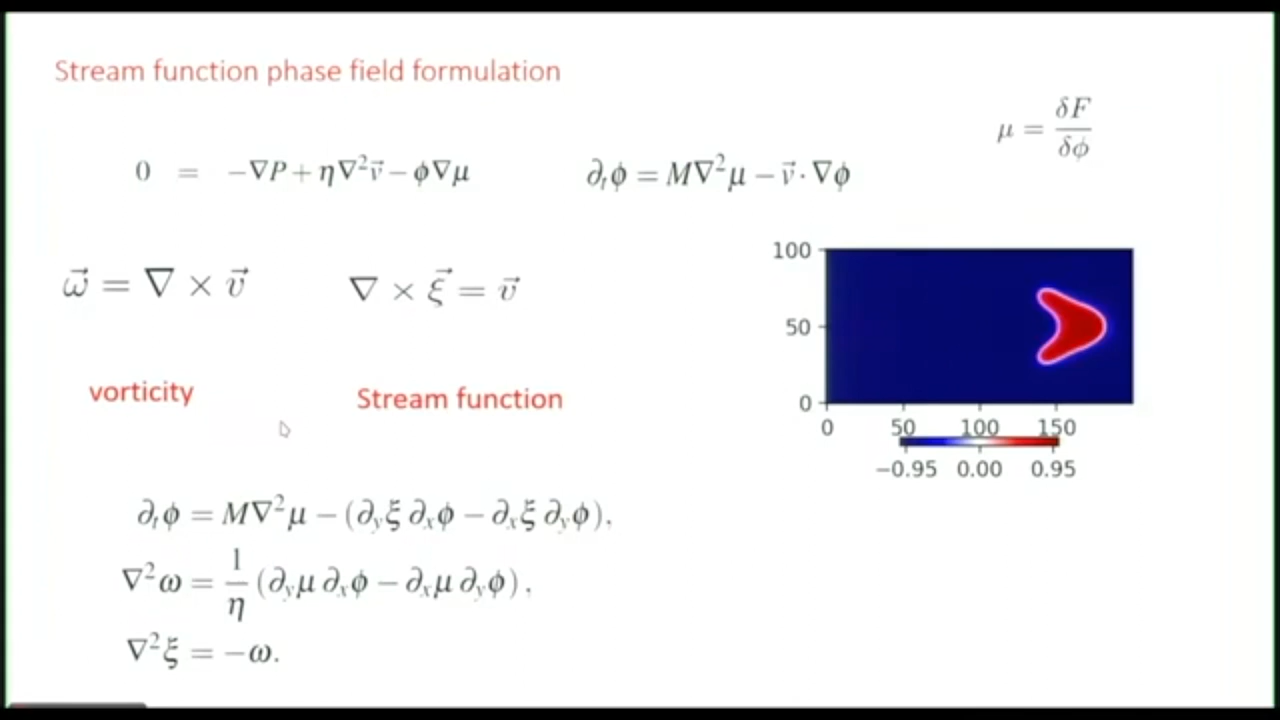 Stream function phase field formulation
μ = δF/δϕ
0 = −∇P + η∇²v⃗ − ϕ∇μ
∂ₜϕ = M∇²μ − v⃗ · ∇ϕ
ω⃗ = ∇ × v⃗
∇ × ξ⃗ = v⃗
100
50
0
0 50 100 150
−0.95 0.00 0.95
vorticity
Stream function
∂ₜϕ = M∇²μ − (∂ᵧξ ∂ₓϕ − ∂ₓξ ∂ᵧϕ),
∇²ω = 1/η (∂ᵧμ ∂ₓϕ − ∂ₓμ ∂ᵧϕ),
∇²ξ = −ω.